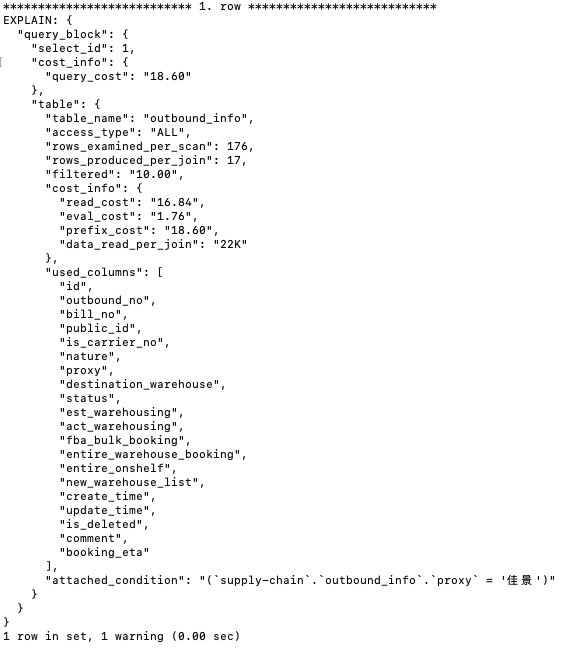 *************************** 1. row ***************************
EXPLAIN: {
  "query_block": {
    "select_id": 1,
    "cost_info": {
      "query_cost": "18.60"
    },
    "table": {
      "table_name": "outbound_info",
      "access_type": "ALL",
      "rows_examined_per_scan": 176,
      "rows_produced_per_join": 17,
      "filtered": "10.00",
      "cost_info": {
        "read_cost": "16.84",
        "eval_cost": "1.76",
        "prefix_cost": "18.60",
        "data_read_per_join": "22K"
      },
      "used_columns": [
        "id",
        "outbound_no",
        "bill_no",
        "public_id",
        "is_carrier_no",
        "nature",
        "proxy",
        "destination_warehouse",
        "status",
        "est_warehousing",
        "act_warehousing",
        "fba_bulk_booking",
        "entire_warehouse_booking",
        "entire_onshelf",
        "new_warehouse_list",
        "create_time",
        "update_time",
        "is_deleted",
        "comment",
        "booking_eta"
      ],
      "attached_condition": "(`supply-chain`.`outbound_info`.`proxy` = '佳景')"
    }
  }
}
1 row in set, 1 warning (0.00 sec)